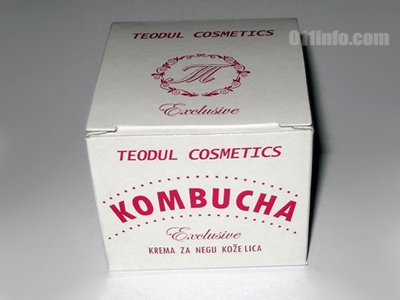 TEODUL COSMETICS
011info.com
Exclusive
TEODUL COSMETICS
KOMBUCHA
Exclusive
KREMA ZA NEGU KOŽE LICA